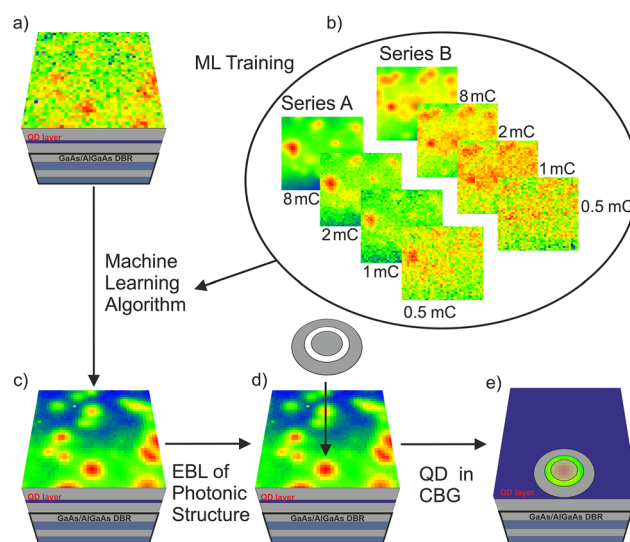 a)
b)
ML Training
Series B
Series A
8 mC
2 mC
1 mC
0.5 mC
8 mC
2 mC
1 mC
0.5 mC
QD layer
GaAs/AlGaAs DBR
Machine
Learning
Algorithm
c)
d)
e)
EBL of
Photonic
Structure
QD in
CBG
QD layer
GaAs/AlGaAs DBR
QD layer
GaAs/AlGaAs DBR
QD layer
GaAs/AlGaAs DBR